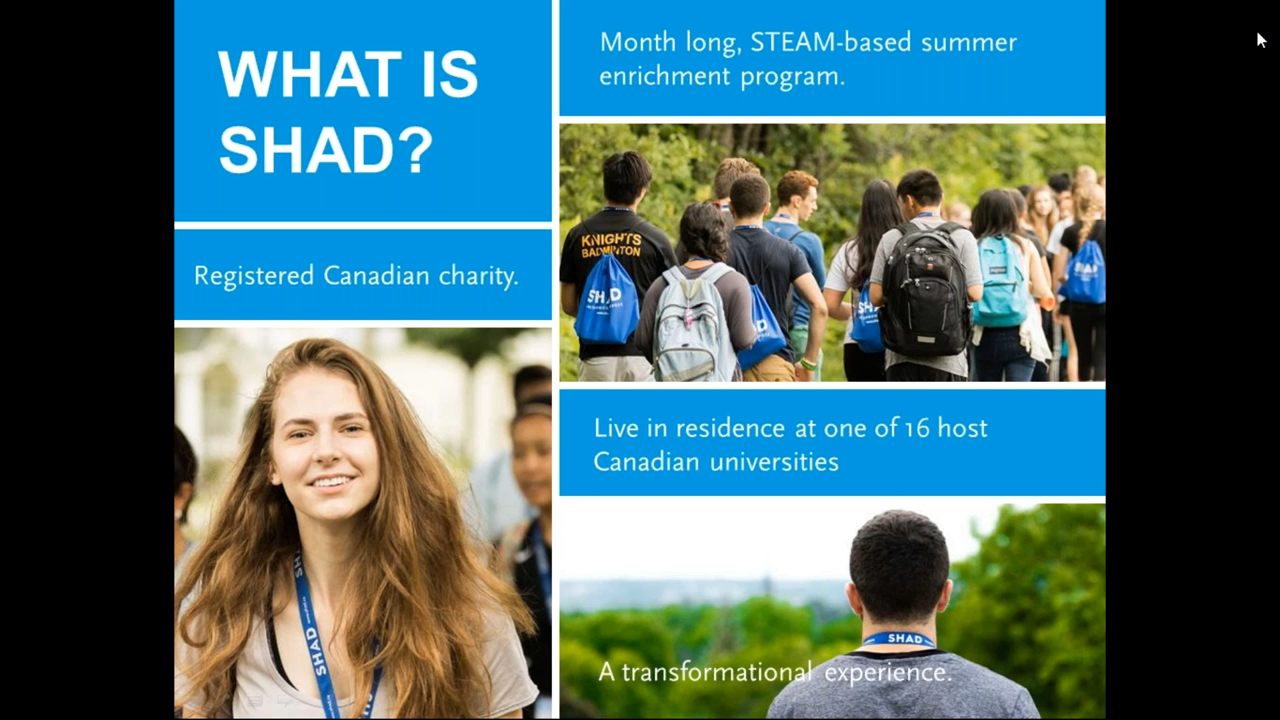 WHAT IS
SHAD?
Registered Canadian charity.
Month long, STEAM-based summer
enrichment program.
KNIGHTS
BADMINTON
SHAD
SHAD
Live in residence at one of 16 host
Canadian universities
SHAD
SHAD
A transformational experience.